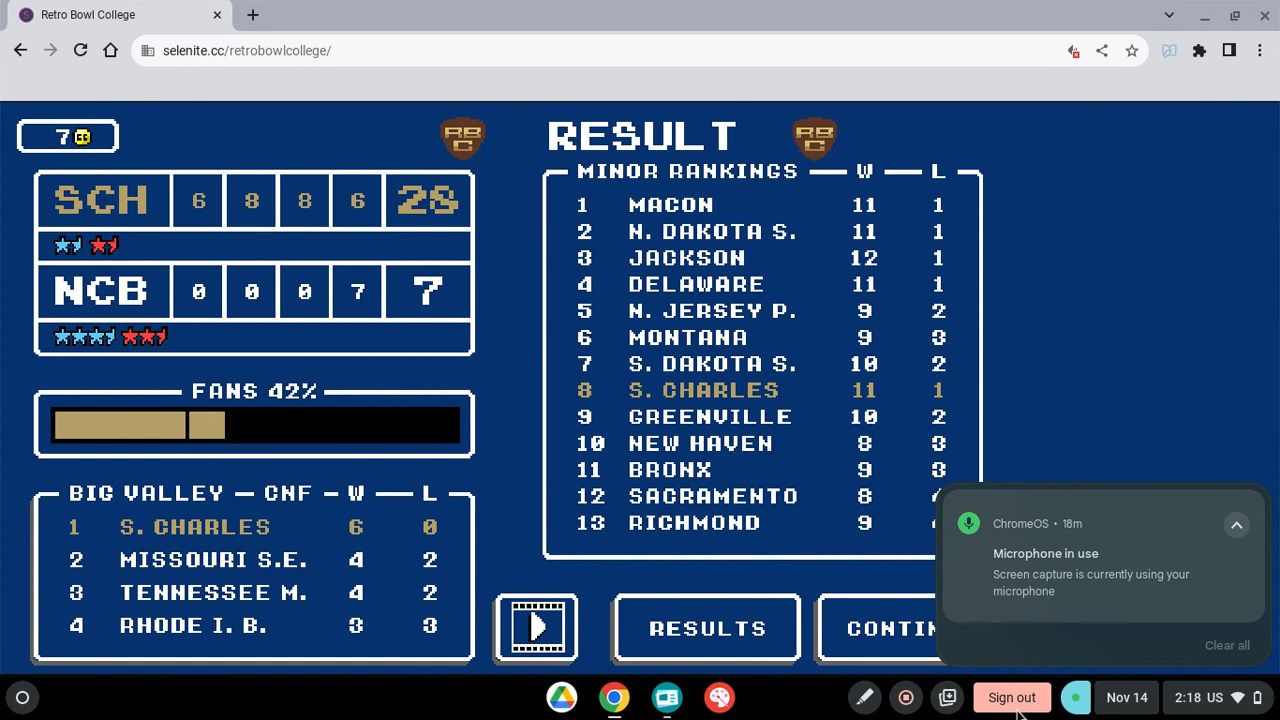 Retro Bowl College
selenite.cc/retrobowlcollege/
7
RBC RESULT RBC
SCH 6 8 8 6 28
NCB 0 0 0 7 7
FANS 42%
BIG VALLEY - CNF - W L
1 S. CHARLES 6 0
2 MISSOURI S.E. 4 2
3 TENNESSEE M. 4 2
4 RHODE I. B. 3 3
MINOR RANKINGS W L
1 MACON 11 1
2 N. DAKOTA S. 11 1
3 JACKSON 12 1
4 DELAWARE 11 1
5 N. JERSEY P. 9 2
6 MONTANA 9 3
7 S. DAKOTA S. 10 2
8 S. CHARLES 11 1
9 GREENVILLE 10 2
10 NEW HAVEN 8 3
11 BRONX 9 3
12 SACRAMENTO 8
13 RICHMOND 9
RESULTS
CONTIN
ChromeOS • 18m
Microphone in use
Screen capture is currently using your
microphone
Clear all
Sign out
Nov 14
2:18 US